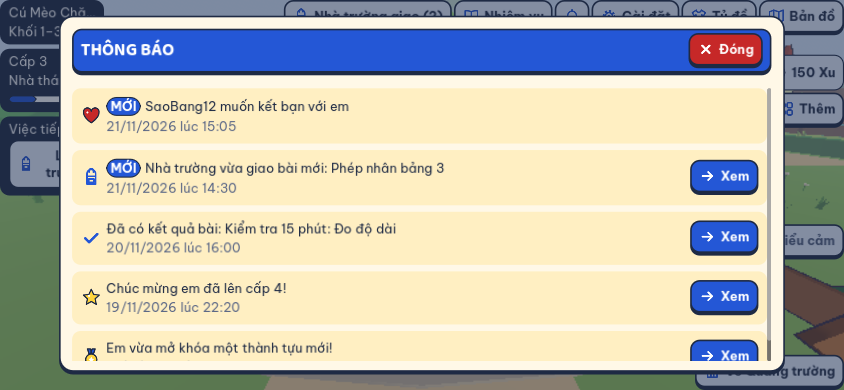 Cú Mèo Chă
Khối 1-3
Nhà trường giao (2)
Nhiệm vụ
Cài đặt
Tủ đồ
Bản đồ
THÔNG BÁO
Đóng
Cấp 3
Nhà thá
150 Xu
Thêm
MỚI SaoBang12 muốn kết bạn với em
21/11/2026 lúc 15:05
Việc tiếp
MỚI Nhà trường vừa giao bài mới: Phép nhân bảng 3
21/11/2026 lúc 14:30
Xem
Đã có kết quả bài: Kiểm tra 15 phút: Đo độ dài
20/11/2026 lúc 16:00
Xem
iểu cảm
Chúc mừng em đã lên cấp 4!
19/11/2026 lúc 22:20
Xem
Em vừa mở khóa một thành tựu mới!
Xem
trường